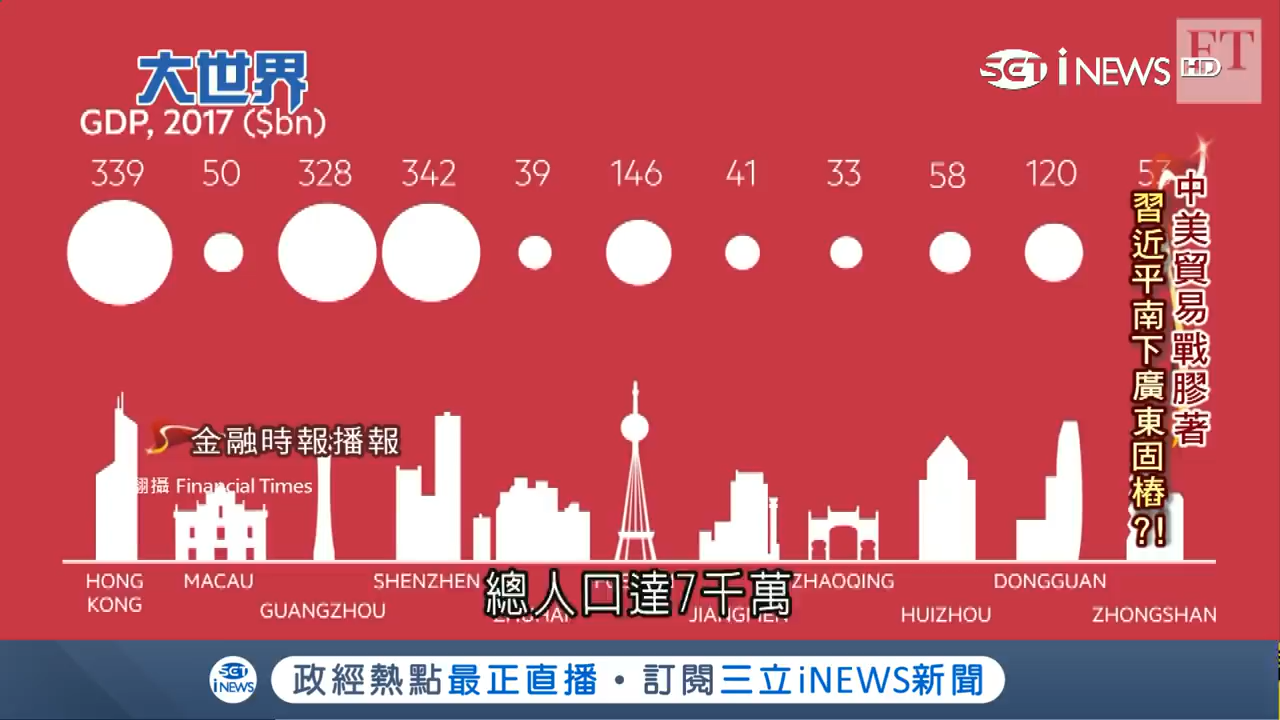 大世界
SET iNEWS HD
FT
GDP, 2017 ($bn)
339 50 328 342 39 146 41 33 58 120
中美貿易戰膠著
習近平南下廣東固樁?!
金融時報播報
翻攝 Financial Times
HONG KONG
MACAU
GUANGZHOU
SHENZHEN
ZHUHAI
JIANGMEN
ZHAOQING
HUIZHOU
DONGGUAN
ZHONGSHAN
總人口達7千萬
SET iNEWS
政經熱點最正直播・訂閱三立iNEWS新聞